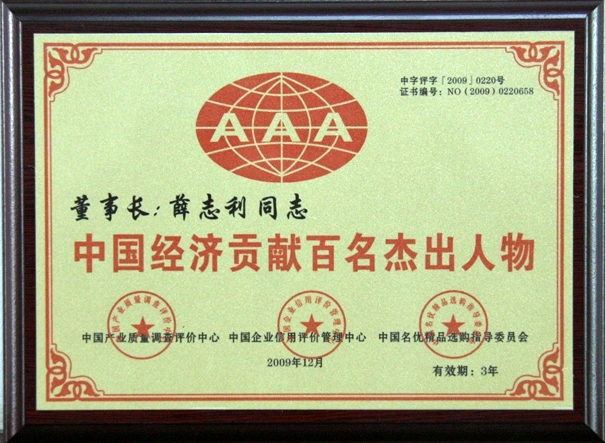 中字评字「2009」0220号
证书编号：NO（2009）0220658
AAA
董事长：薛志利同志
中国经济贡献百名杰出人物
中国产业质量调查评价中心 中国企业信用评价管理中心 中国名优精品选购指导委员会
2009年12月
有效期：3年